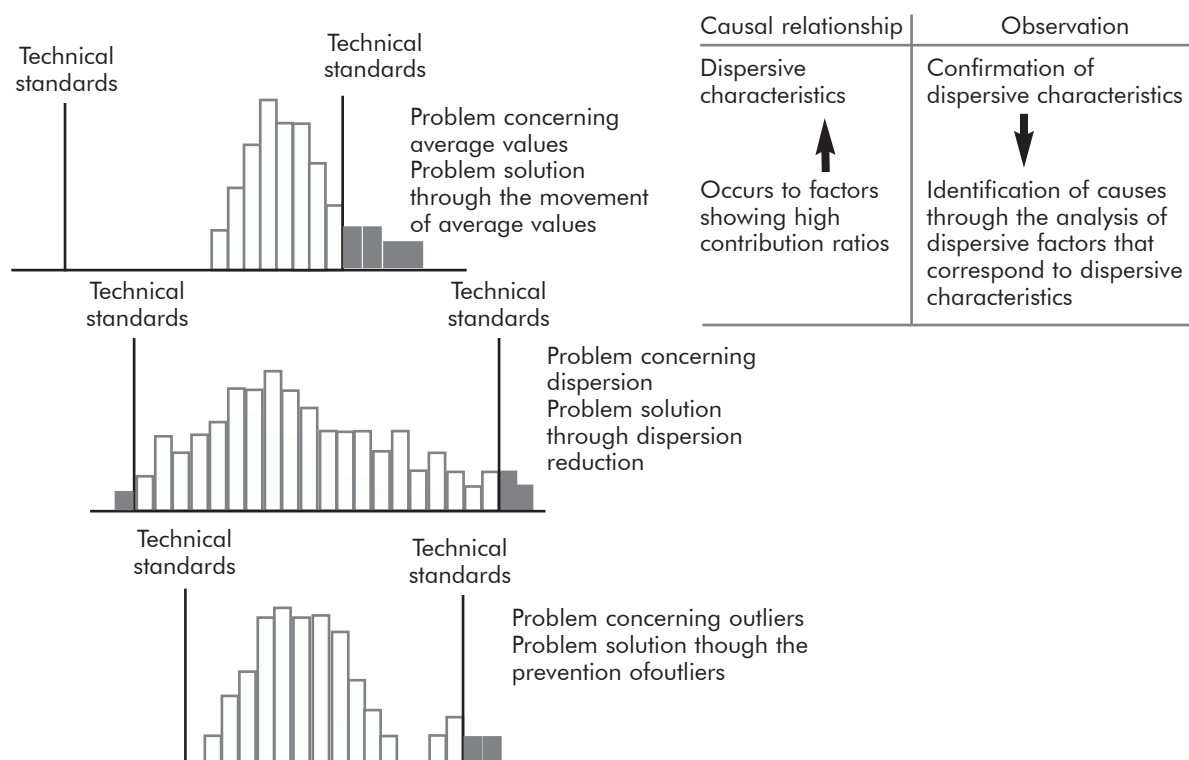 Technical
standards
Technical
standards
Problem concerning
average values
Problem solution
through the movement
of average values
Causal relationship
Observation
Dispersive
characteristics
Confirmation of
dispersive characteristics
Occurs to factors
showing high
contribution ratios
Identification of causes
through the analysis of
dispersive factors that
correspond to dispersive
characteristics
Technical
standards
Technical
standards
Problem concerning
dispersion
Problem solution
through dispersion
reduction
Technical
standards
Technical
standards
Problem concerning outliers
Problem solution though the
prevention ofoutliers